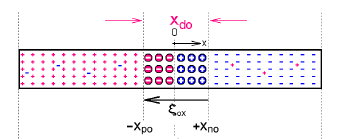 x_do
0
x
ξ_ox
-x_po
+x_no